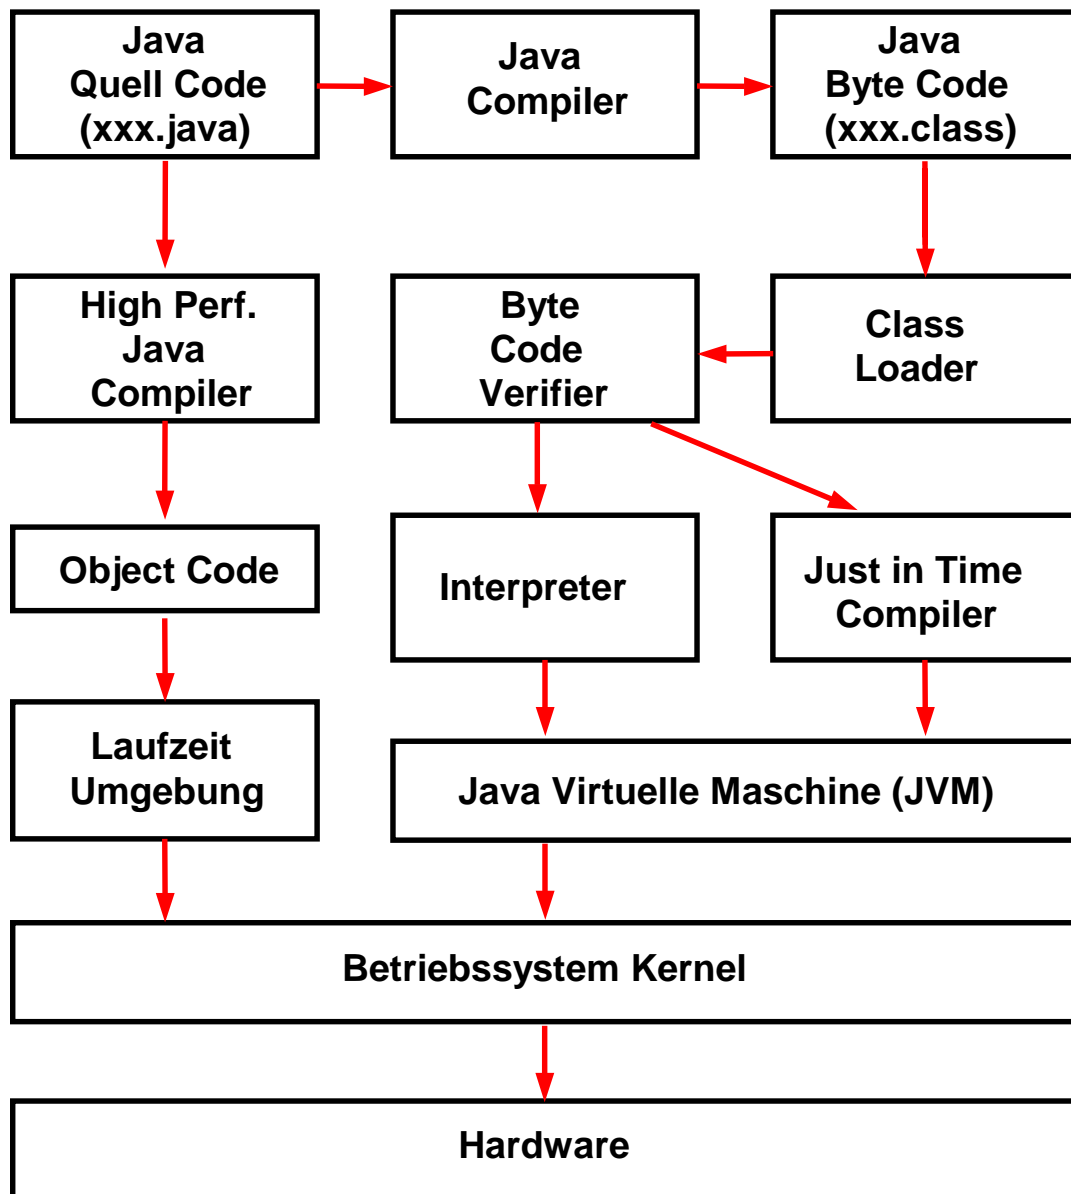 Java
Quell Code
(xxx.java)
Java
Compiler
Java
Byte Code
(xxx.class)
High Perf.
Java
Compiler
Byte
Code
Verifier
Class
Loader
Object Code
Interpreter
Just in Time
Compiler
Laufzeit
Umgebung
Java Virtuelle Maschine (JVM)
Betriebssystem Kernel
Hardware